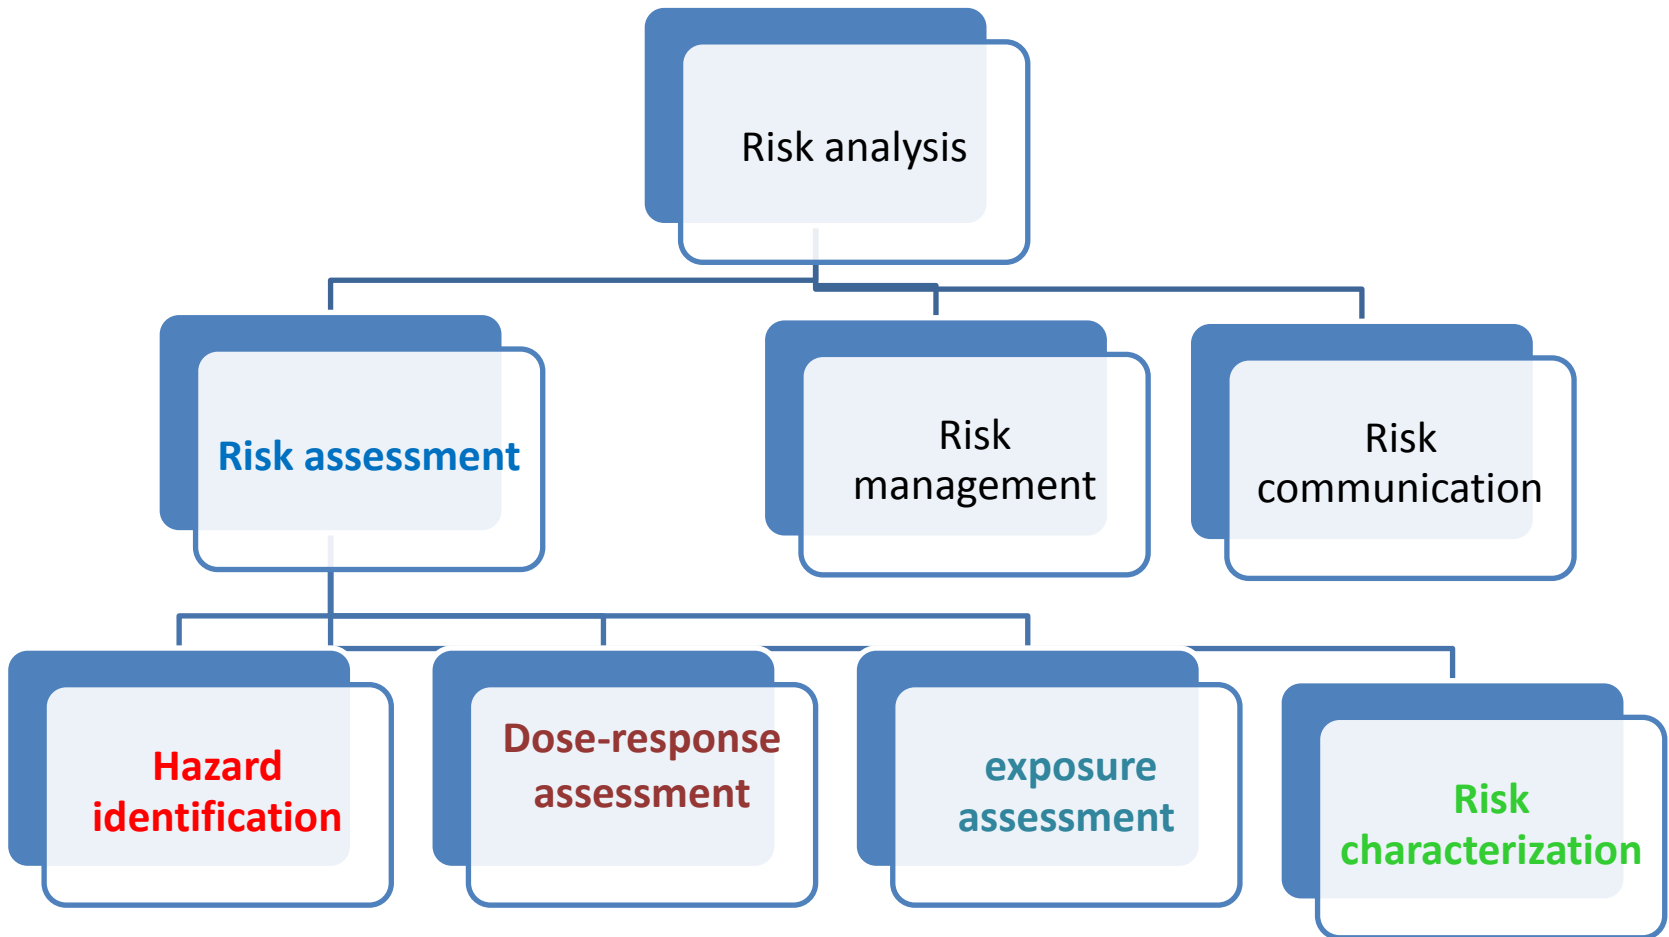 Risk analysis
Risk assessment
Risk
management
Risk
communication
Hazard
identification
Dose-response
assessment
exposure
assessment
Risk
characterization